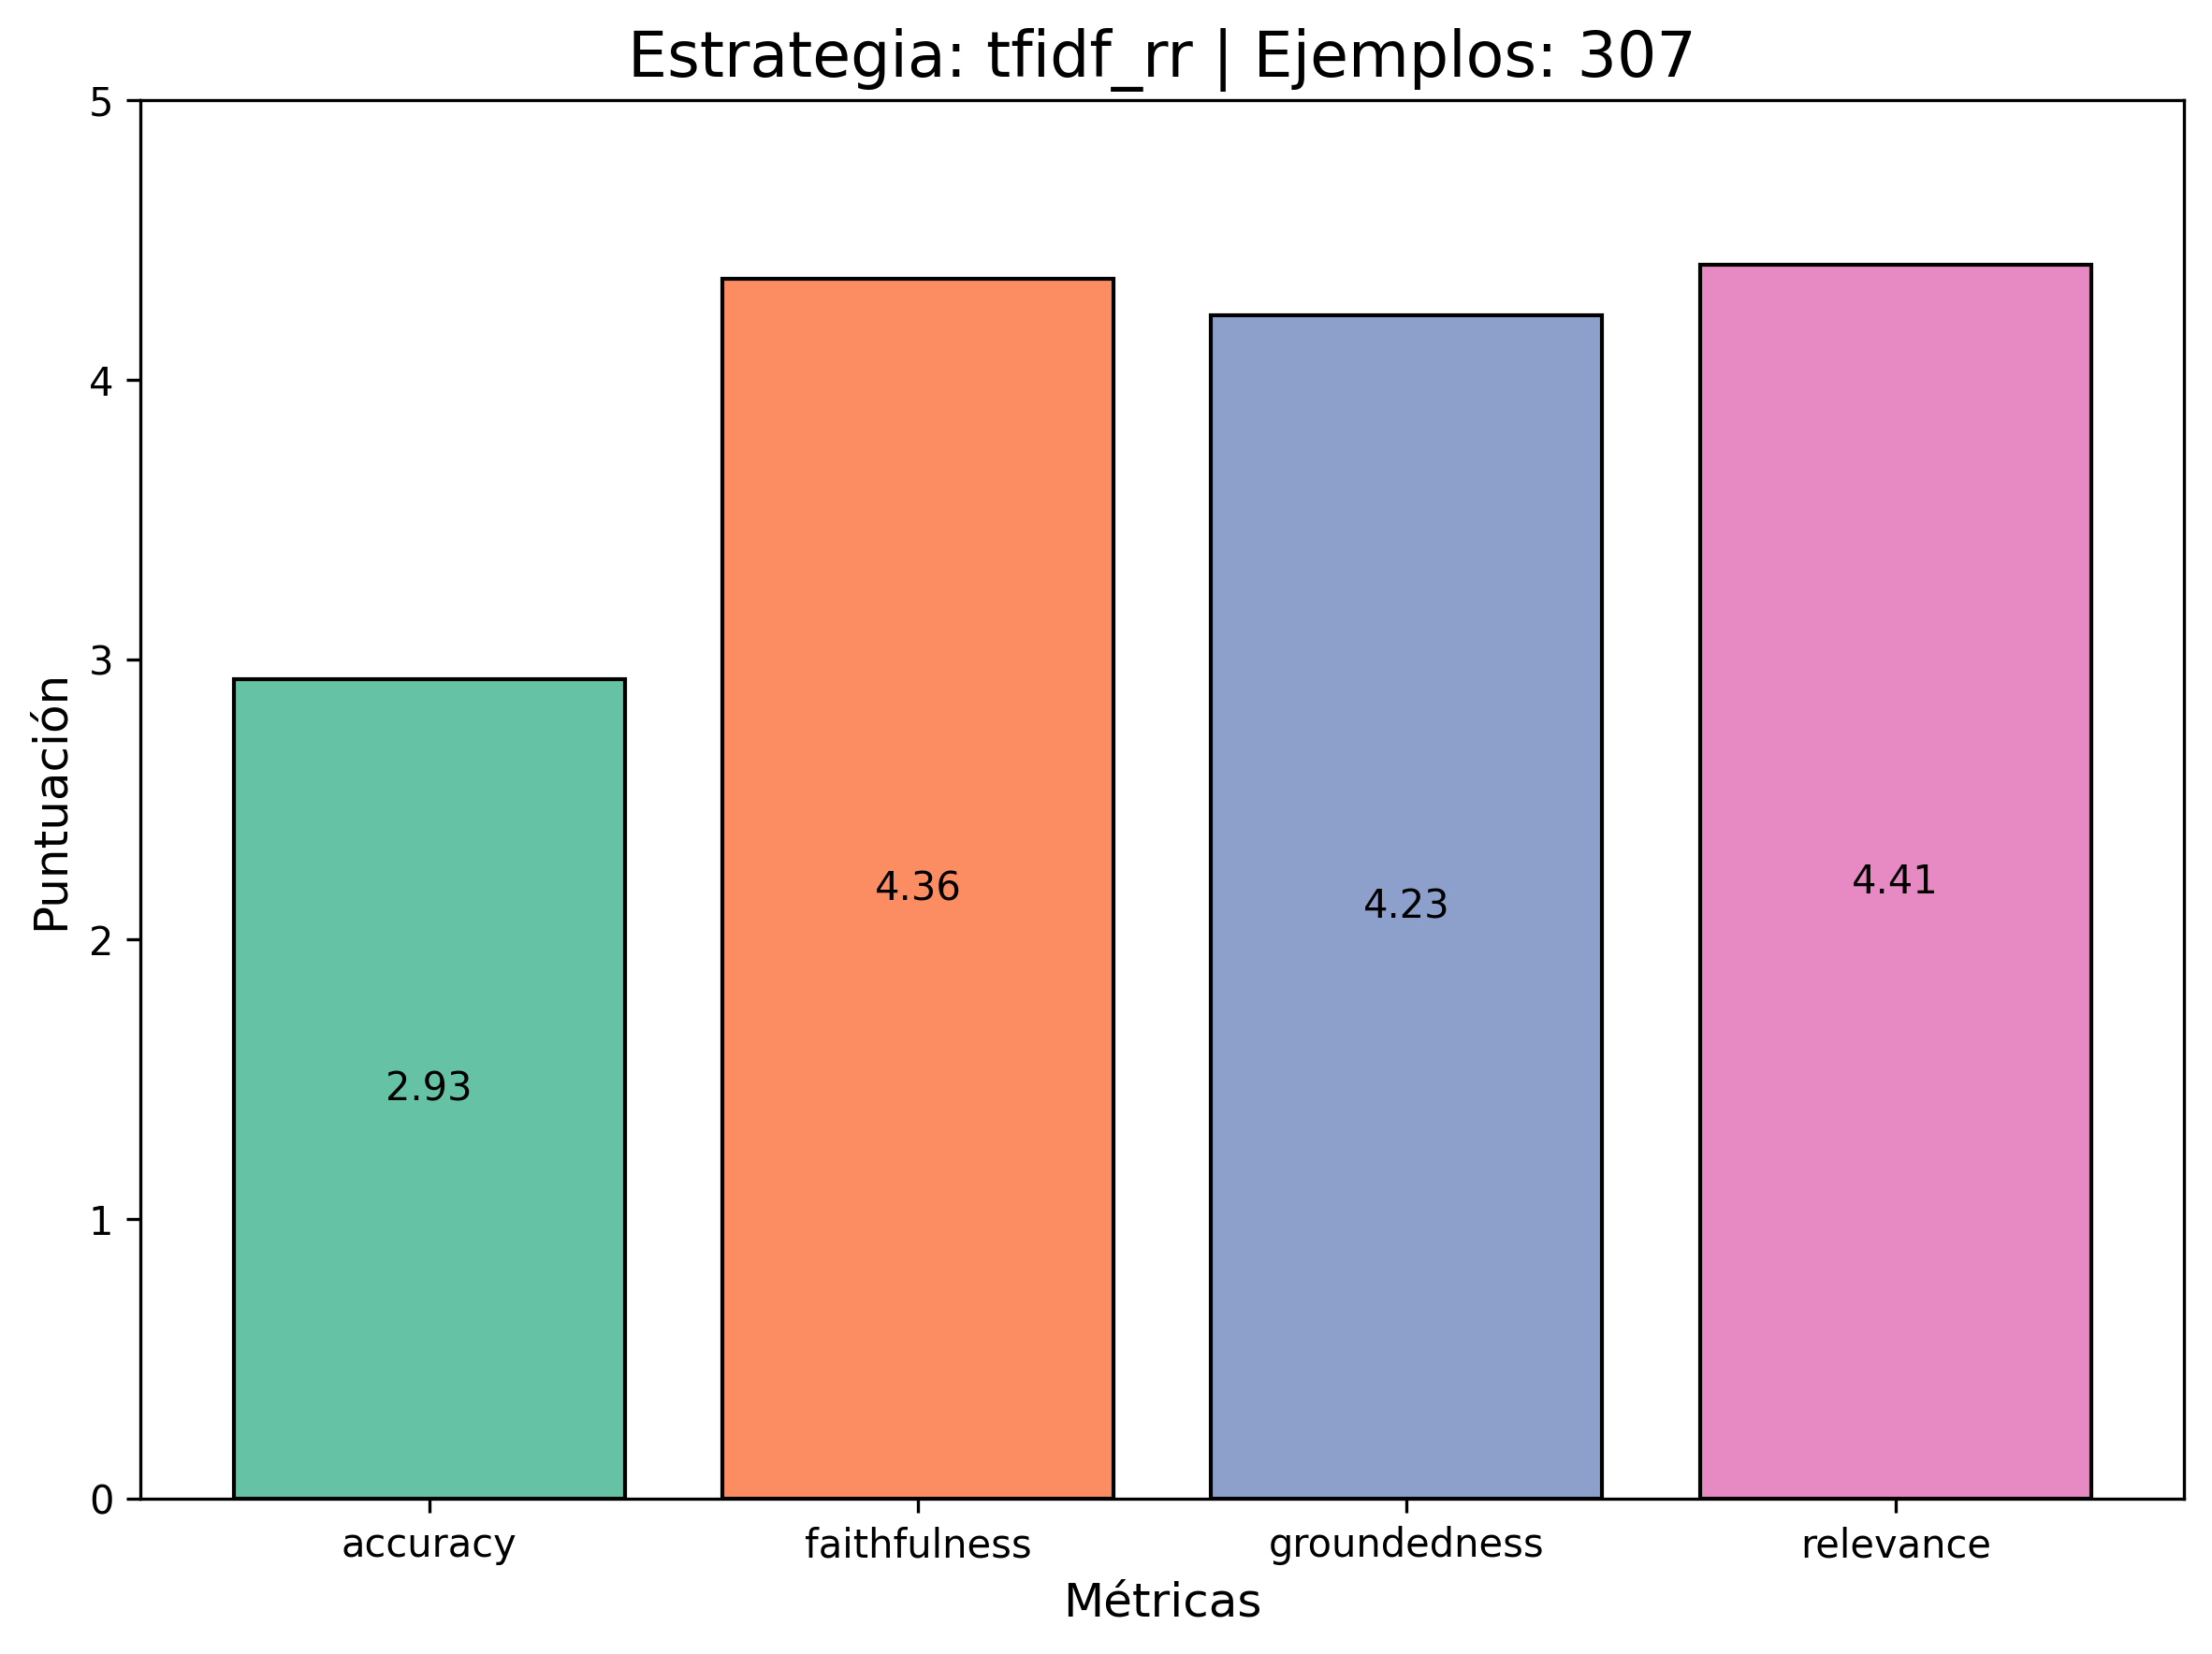 Estrategia: tfidf_rr | Ejemplos: 307
5
4
3
2
1
0
Puntuación
2.93
4.36
4.23
4.41
accuracy
faithfulness
groundedness
relevance
Métricas